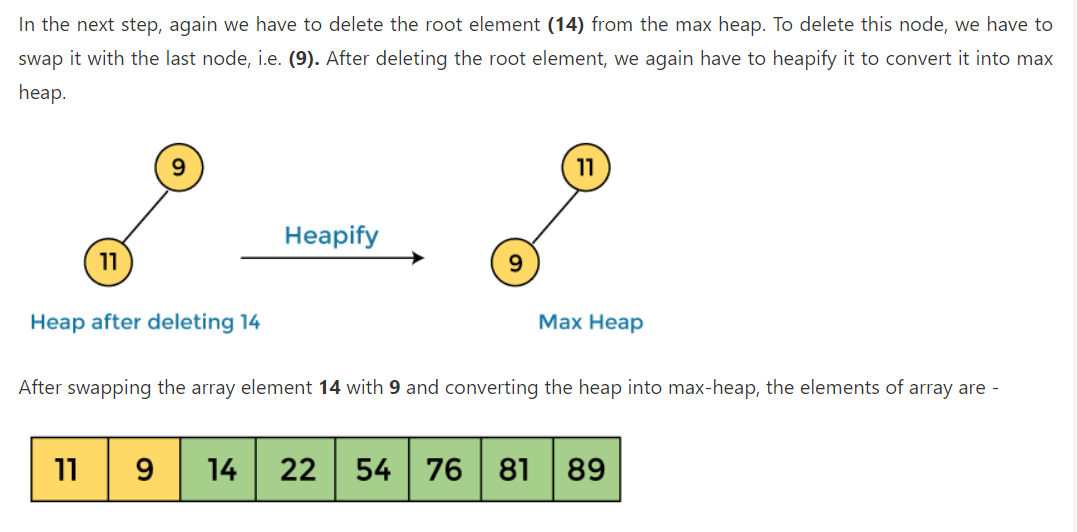 In the next step, again we have to delete the root element (14) from the max heap. To delete this node, we have to
swap it with the last node, i.e. (9). After deleting the root element, we again have to heapify it to convert it into max
heap.
9
11
Heapify
11
9
Heap after deleting 14
Max Heap
After swapping the array element 14 with 9 and converting the heap into max-heap, the elements of array are -
11 9 14 22 54 76 81 89